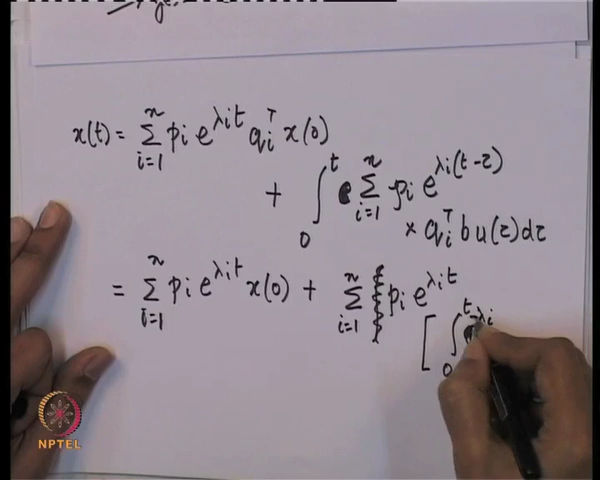 x(t) = Σ_{i=1}^{n} p_i e^{λ_i t} q_i^T x(0)
+ ∫_0^t Σ_{i=1}^{n} p_i e^{λ_i (t-τ)}
× q_i^T b u(τ) dτ
= Σ_{i=1}^{n} p_i e^{λ_i t} x(0) + Σ_{i=1}^{n} p_i e^{λ_i t}
[ ∫_0^t e^{-λ_i
NPTEL